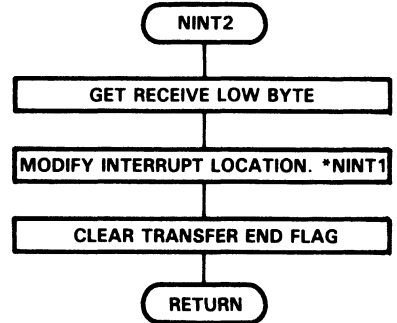 NINT2
GET RECEIVE LOW BYTE
MODIFY INTERRUPT LOCATION. *NINT1
CLEAR TRANSFER END FLAG
RETURN